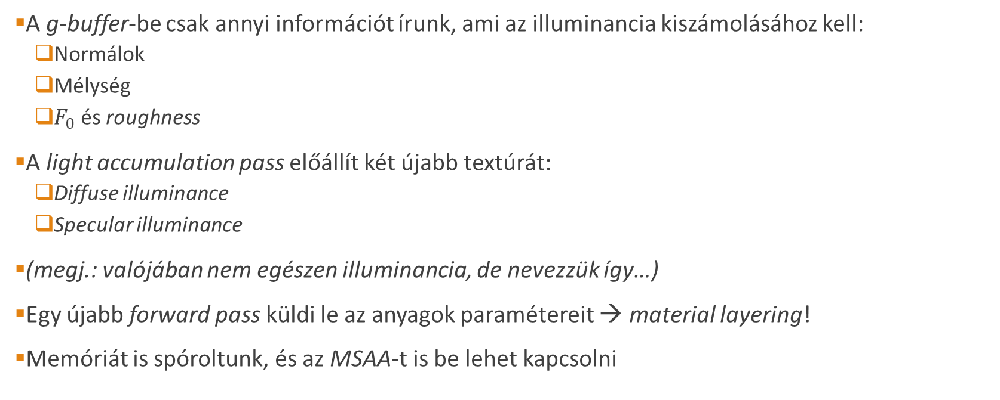 ▪A g-buffer-be csak annyi információt írunk, ami az illuminancia kiszámolásához kell:
❑Normálok
❑Mélység
❑F₀ és roughness
▪A light accumulation pass előállít két újabb textúrát:
❑Diffuse illuminance
❑Specular illuminance
▪(megj.: valójában nem egészen illuminancia, de nevezzük így…)
▪Egy újabb forward pass küldi le az anyagok paramétereit → material layering!
▪Memóriát is spóroltunk, és az MSAA-t is be lehet kapcsolni